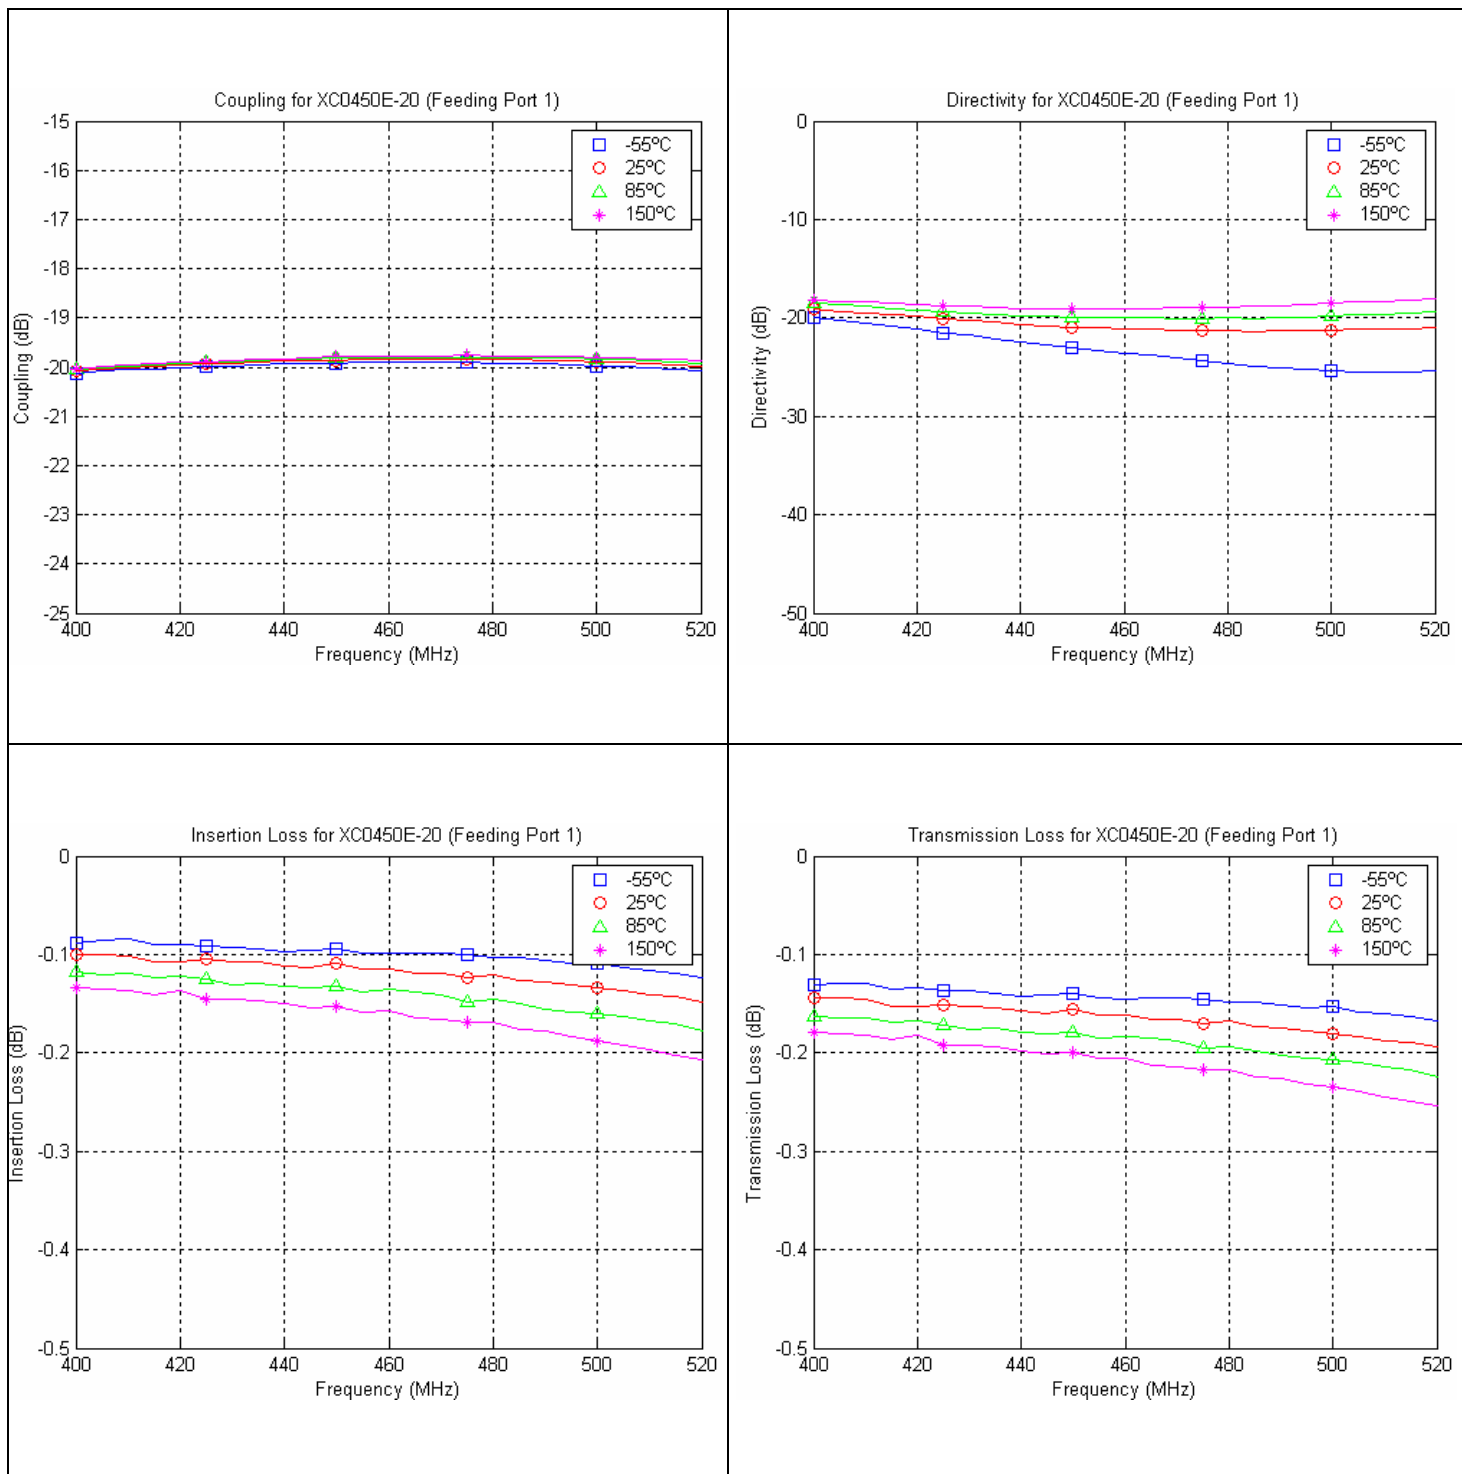 Coupling for XC0450E-20 (Feeding Port 1)
-15
-16
-17
-18
-19
-20
-21
-22
-23
-24
-25
Coupling (dB)
-55ºC
25ºC
85ºC
150ºC
400 420 440 460 480 500 520
Frequency (MHz)
Directivity for XC0450E-20 (Feeding Port 1)
0
-10
-20
-30
-40
-50
Directivity (dB)
-55ºC
25ºC
85ºC
150ºC
400 420 440 460 480 500 520
Frequency (MHz)
Insertion Loss for XC0450E-20 (Feeding Port 1)
0
-0.1
-0.2
-0.3
-0.4
-0.5
Insertion Loss (dB)
-55ºC
25ºC
85ºC
150ºC
400 420 440 460 480 500 520
Frequency (MHz)
Transmission Loss for XC0450E-20 (Feeding Port 1)
0
-0.1
-0.2
-0.3
-0.4
-0.5
Transmission Loss (dB)
-55ºC
25ºC
85ºC
150ºC
400 420 440 460 480 500 520
Frequency (MHz)